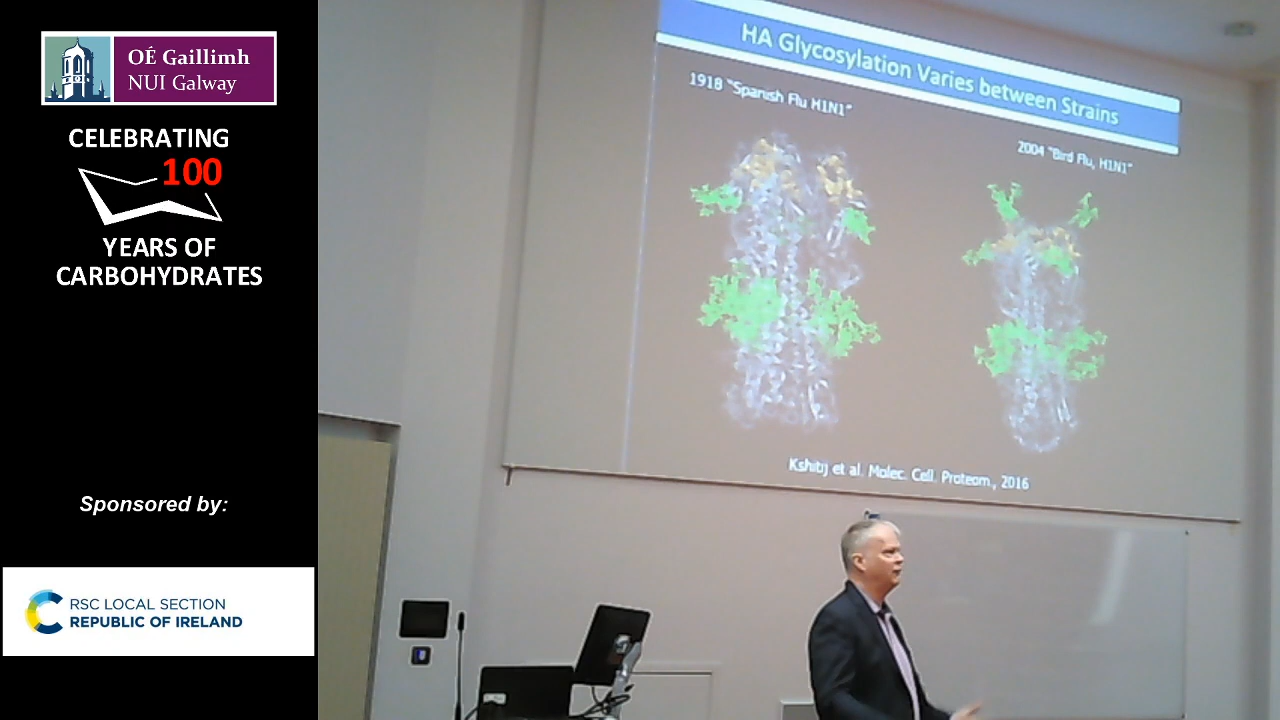 OÉ Gaillimh
NUI Galway
CELEBRATING
100
YEARS OF
CARBOHYDRATES
Sponsored by:
RSC LOCAL SECTION
REPUBLIC OF IRELAND
HA Glycosylation Varies between Strains
1918 "Spanish Flu H1N1"
2004 "Bird Flu, H1N1"
Kshitij et al. Molec. Cell. Proteom., 2016